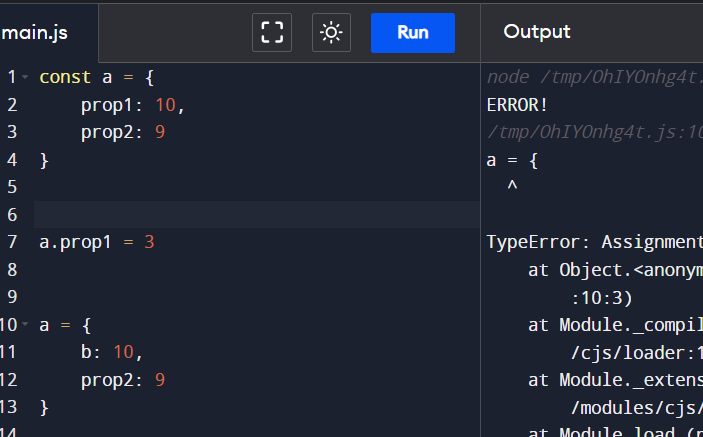 main.js
Run
Output
1 const a = {
2 prop1: 10,
3 prop2: 9
4 }
5
6
7 a.prop1 = 3
8
9
10 a = {
11 b: 10,
12 prop2: 9
13 }
14
node /tmp/OhIYOnhg4t.
ERROR!
/tmp/OhIYOnhg4t.js:10
a = {
^
TypeError: Assignment
at Object.<anonym
:10:3)
at Module._compil
/cjs/loader:1
at Module._extens
/modules/cjs/
at Module.load (n